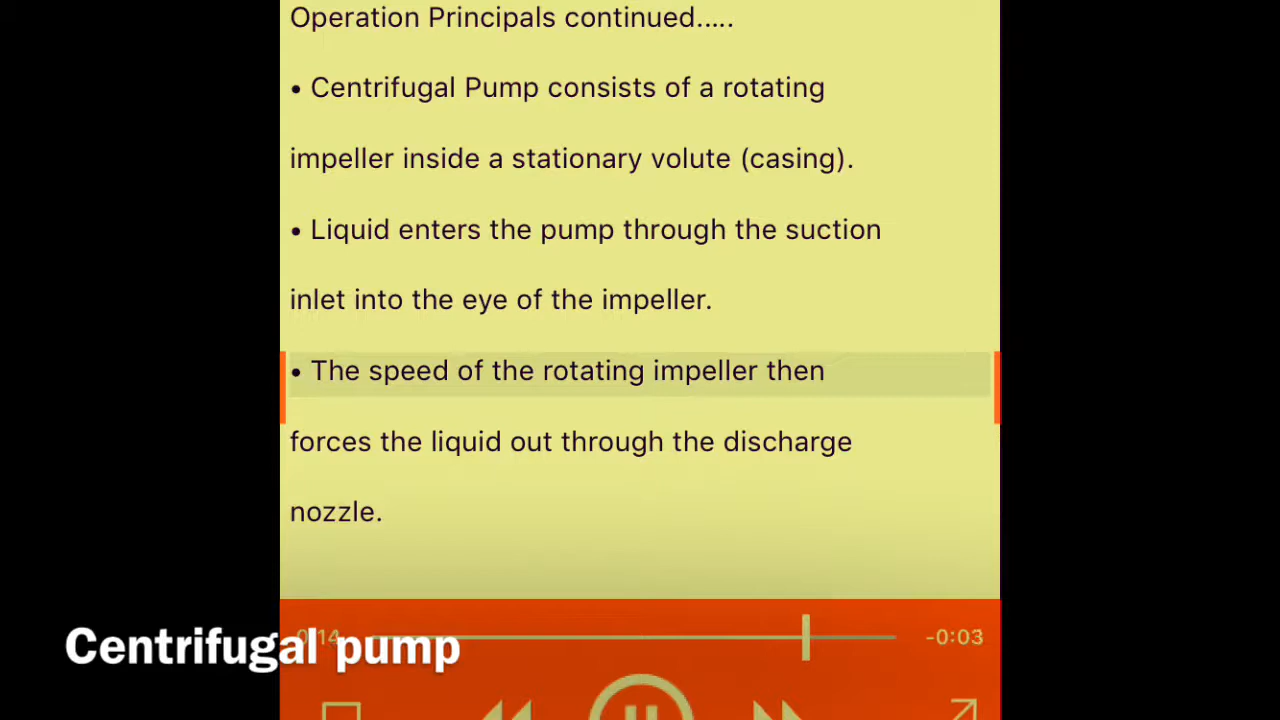 Operation Principals continued.....
• Centrifugal Pump consists of a rotating
impeller inside a stationary volute (casing).
• Liquid enters the pump through the suction
inlet into the eye of the impeller.
• The speed of the rotating impeller then
forces the liquid out through the discharge
nozzle.
0:14
-0:03
Centrifugal pump